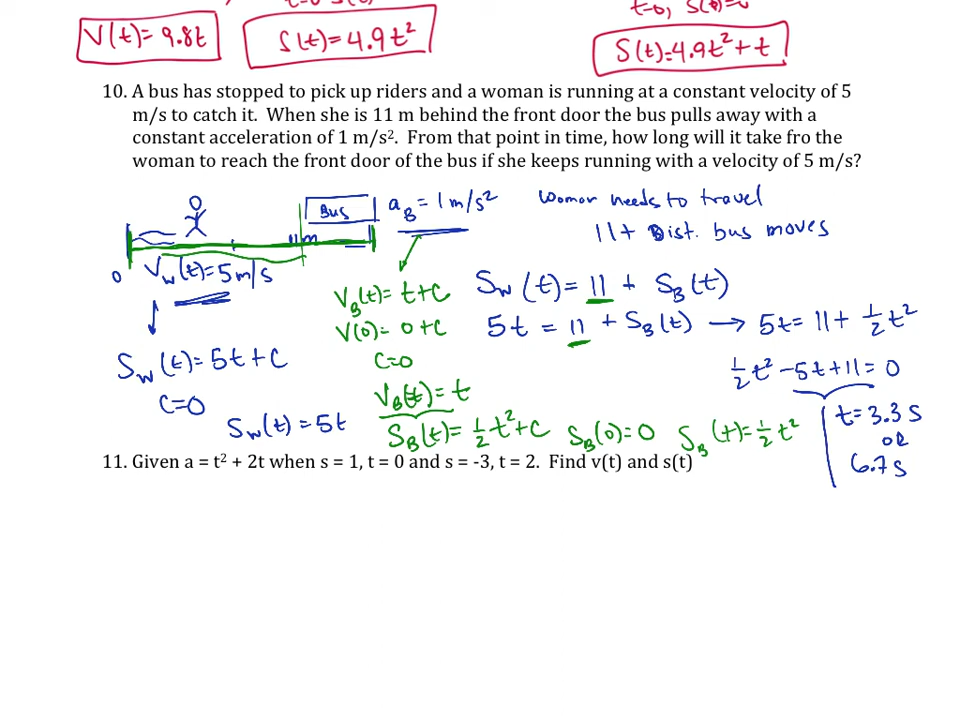 t=0 S(0)
t=0, S(0)=0
V(t)= 9.8t
S(t)=4.9t²
S(t)=4.9t²+t
10. A bus has stopped to pick up riders and a woman is running at a constant velocity of 5
m/s to catch it. When she is 11 m behind the front door the bus pulls away with a
constant acceleration of 1 m/s². From that point in time, how long will it take fro the
woman to reach the front door of the bus if she keeps running with a velocity of 5 m/s?
Bus
a_B = 1 m/s²
Woman needs to travel
11+ Dist. bus moves
11m
0
V_w(t)=5m/s
V_B(t)= t+C
S_w(t)= 11 + S_B(t)
V(0)= 0+C
5t = 11 + S_B(t) → 5t= 11+ ½t²
S_w(t)= 5t+C
C=0
½t² -5t+11=0
C=0
V_B(t)= t
t= 3.3 s
S_w(t)=5t
S_B(t)= ½t²+C
S_B(0)=0
S_B(t)=½t²
OR
6.7 s
11. Given a = t² + 2t when s = 1, t = 0 and s = -3, t = 2. Find v(t) and s(t)